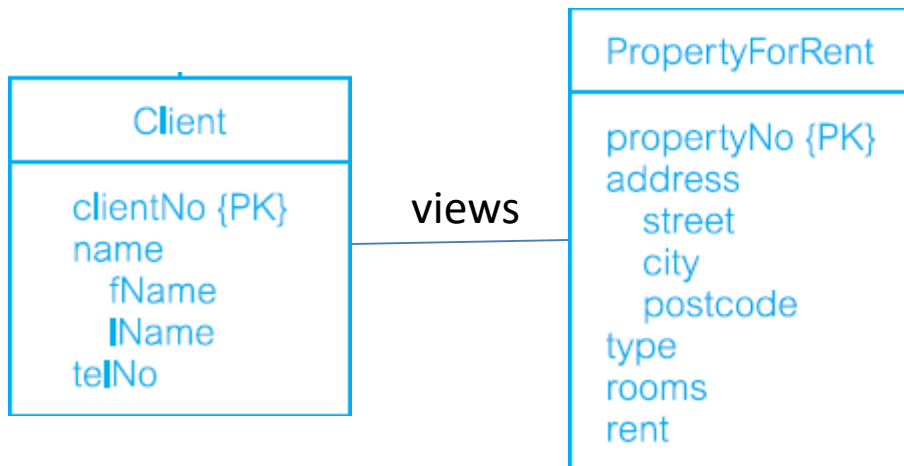 Client
clientNo {PK}
name
fName
lName
telNo
views
PropertyForRent
propertyNo {PK}
address
street
city
postcode
type
rooms
rent